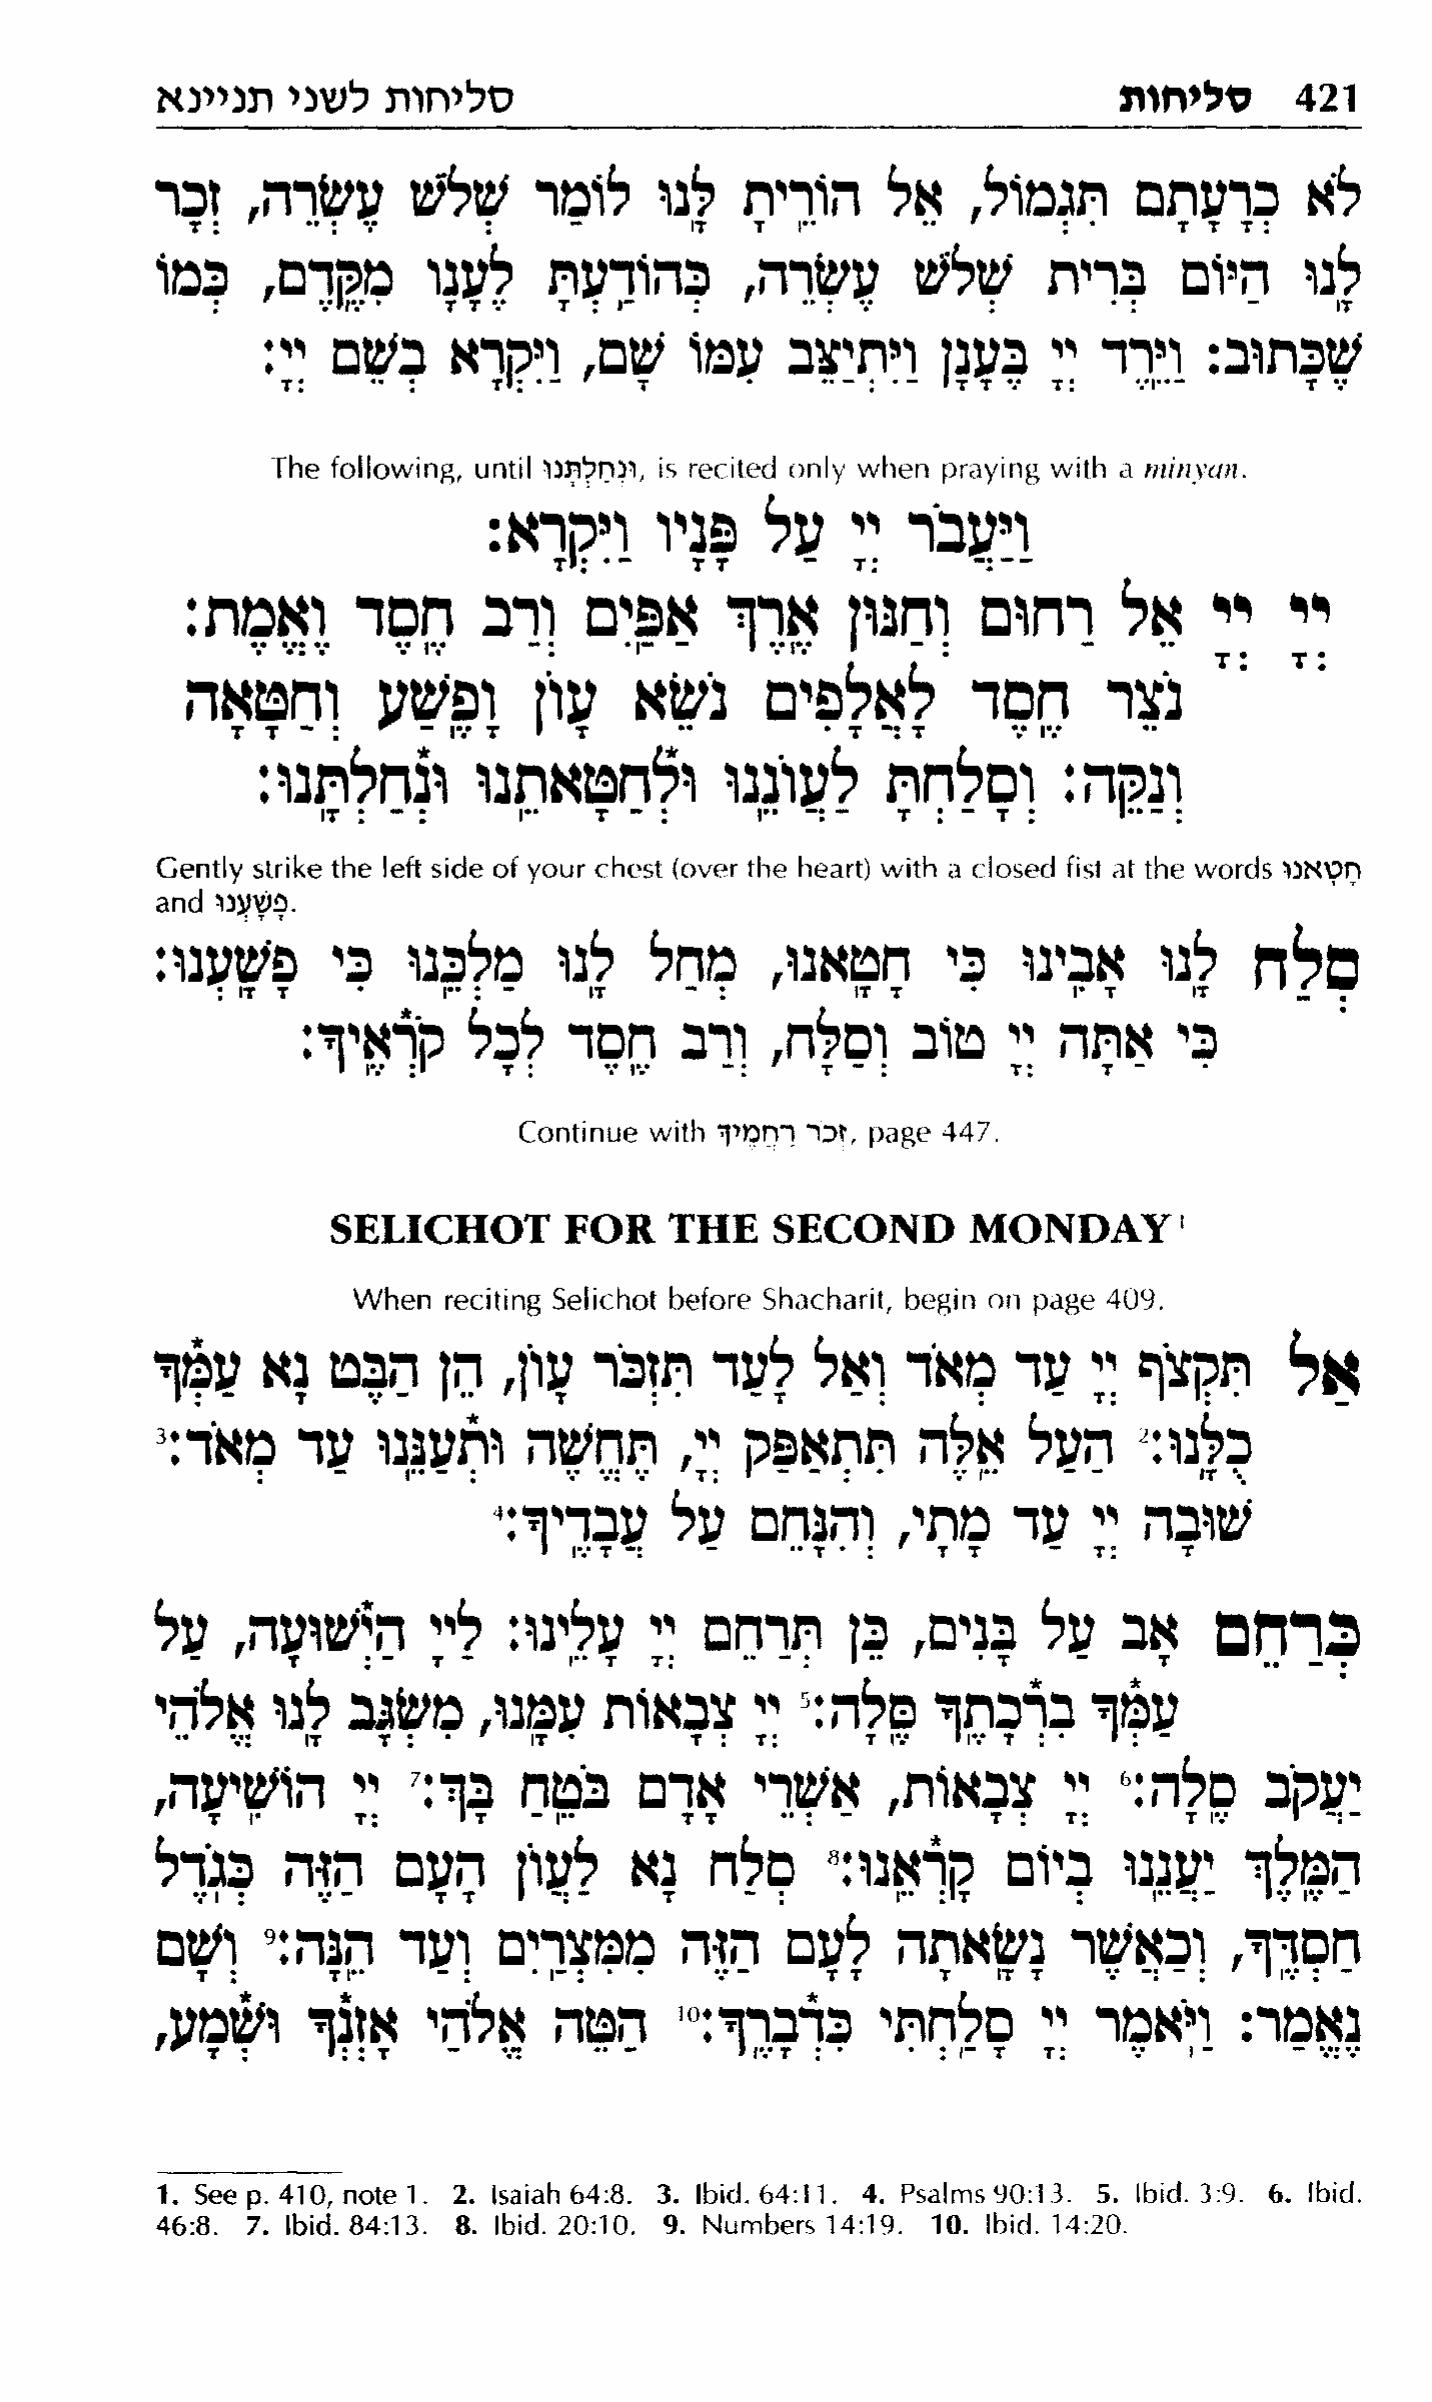 421 סליחות סליחות לשני תניינא
לֹא כְרָעָתָם תִּגְמוֹל, אֵל הוֹרֵֽיתָ לָּֽנוּ לוֹמַר שְׁלֹשׁ עֶשְׂרֵה, זְכָר
לָֽנוּ הַיּוֹם בְּרִית שְׁלֹשׁ עֶשְׂרֵה, כְּהוֹדַֽעְתָּ לֶעָנָו מִקֶּֽדֶם, כְּמוֹ
שֶׁכָּתוּב: וַיֵּֽרֶד יְיָ בֶּעָנָן וַיִּתְיַצֵּב עִמּוֹ שָׁם, וַיִּקְרָא בְשֵׁם יְיָ:
The following, until וּנְחַלְתָּנוּ, is recited only when praying with a minyan.
וַיַּעֲבֹר יְיָ עַל פָּנָיו וַיִּקְרָא:
יְיָ יְיָ אֵל רַחוּם וְחַנּוּן אֶֽרֶךְ אַפַּֽיִם וְרַב חֶֽסֶד וֶאֱמֶת:
נֹצֵר חֶֽסֶד לָאֲלָפִים נֹשֵׂא עָוֹן וָפֶֽשַׁע וְחַטָּאָה
וְנַקֵּה: וְסָלַחְתָּ לַעֲוֹנֵֽנוּ וּלְ֯חַטָּאתֵֽנוּ וּנְ֯חַלְתָּֽנוּ:
Gently strike the left side of your chest (over the heart) with a closed fist at the words חָטָאנוּ
and פָשָׁעְנוּ.
סְלַח לָֽנוּ אָבִֽינוּ כִּי חָטָֽאנוּ, מְחַל לָֽנוּ מַלְכֵּֽנוּ כִּי פָשָֽׁעְנוּ:
כִּי אַתָּה יְיָ טוֹב וְסַלָּח, וְרַב חֶֽסֶד לְכָל קֹרְ֯אֶֽיךָ:
Continue with זְכֹר רַחֲמֶיךָ, page 447.
SELICHOT FOR THE SECOND MONDAY¹
When reciting Selichot before Shacharit, begin on page 409.
אַל תִּקְצֹף יְיָ עַד מְאֹד וְאַל לָעַד תִּזְכֹּר עָוֹן, הֵן הַבֶּט נָא עַמְּ֯ךָ
כֻלָּֽנוּ:² הַעַל אֵֽלֶּה תִתְאַפַּק יְיָ, תֶּחֱשֶׁה וּתְ֯עַנֵּֽנוּ עַד מְאֹד:³
שׁוּבָה יְיָ עַד מָתָי, וְהִנָּחֵם עַל עֲבָדֶֽיךָ:⁴
כְּרַחֵם אָב עַל בָּנִים, כֵּן תְּרַחֵם יְיָ עָלֵֽינוּ: לַייָ הַיְ֯שׁוּעָה, עַל
עַמְּ֯ךָ בִרְ֯כָתֶֽךָ סֶּֽלָה:⁵ יְיָ צְבָאוֹת עִמָּֽנוּ, מִשְׂגָּב לָֽנוּ אֱלֹהֵי
יַעֲקֹב סֶֽלָה:⁶ יְיָ צְבָאוֹת, אַשְׁרֵי אָדָם בֹּטֵֽחַ בָּךְ:⁷ יְיָ הוֹשִֽׁיעָה,
הַמֶּֽלֶךְ יַעֲנֵֽנוּ בְיוֹם קָרְ֯אֵֽנוּ:⁸ סְלַח נָא לַעֲוֹן הָעָם הַזֶּה כְּגֹֽדֶל
חַסְדֶּֽךָ, וְכַאֲשֶׁר נָשָֽׂאתָה לָעָם הַזֶּה מִמִּצְרַֽיִם וְעַד הֵֽנָּה:⁹ וְשָׁם
נֶאֱמַר: וַיֹּֽאמֶר יְיָ סָלַֽחְתִּי כִּדְ֯בָרֶֽךָ:¹⁰ הַטֵּה אֱלֹהַי אָזְנְ֯ךָ וּשְׁ֯מָע,
1. See p. 410, note 1. 2. Isaiah 64:8. 3. Ibid. 64:11. 4. Psalms 90:13. 5. Ibid. 3:9. 6. Ibid.
46:8. 7. Ibid. 84:13. 8. Ibid. 20:10. 9. Numbers 14:19. 10. Ibid. 14:20.